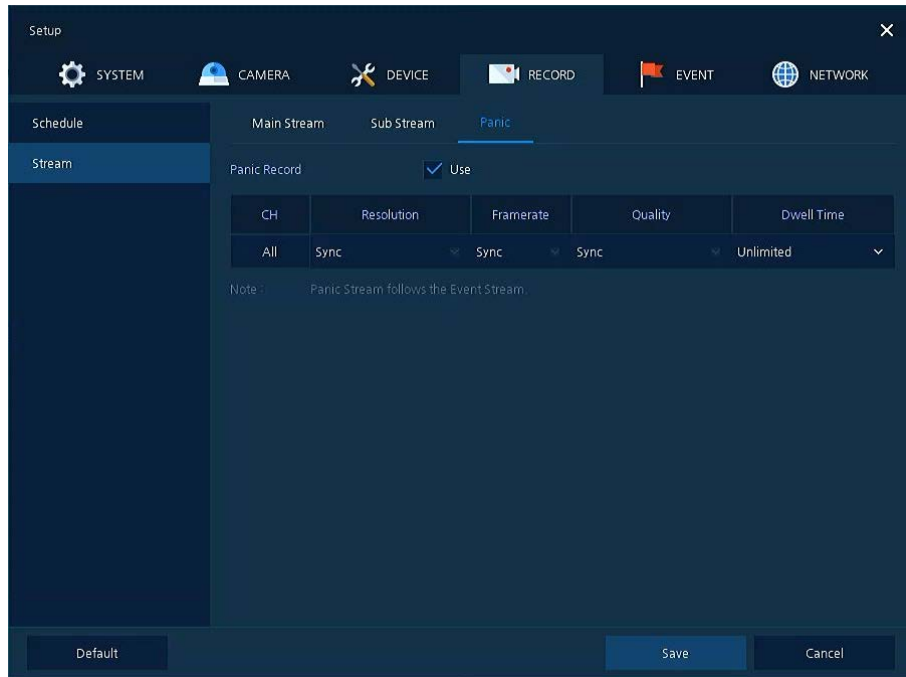 Setup
SYSTEM CAMERA DEVICE RECORD EVENT NETWORK
Schedule
Stream
Main Stream Sub Stream Panic
Panic Record Use
CH Resolution Framerate Quality Dwell Time
All Sync Sync Sync Unlimited
Note : Panic Stream follows the Event Stream.
Default Save Cancel